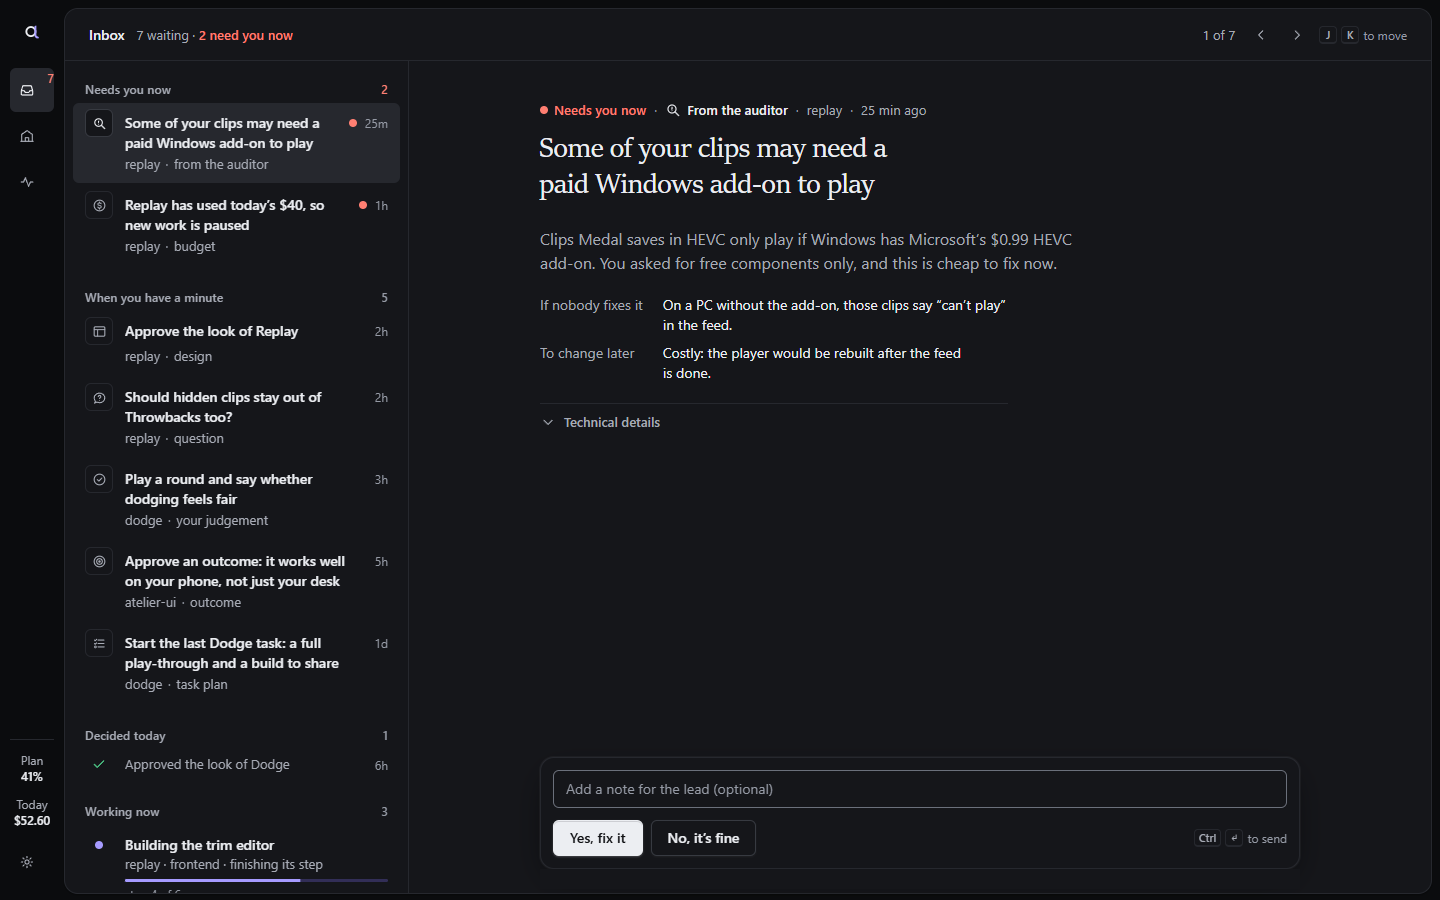 Inbox 7 waiting · 2 need you now
1 of 7
J K to move
7
Plan
41%
Today
$52.60
Needs you now 2
Some of your clips may need a 25m
paid Windows add-on to play
replay · from the auditor
Replay has used today's $40, so 1h
new work is paused
replay · budget
When you have a minute 5
Approve the look of Replay 2h
replay · design
Should hidden clips stay out of 2h
Throwbacks too?
replay · question
Play a round and say whether 3h
dodging feels fair
dodge · your judgement
Approve an outcome: it works well 5h
on your phone, not just your desk
atelier-ui · outcome
Start the last Dodge task: a full 1d
play-through and a build to share
dodge · task plan
Decided today 1
Approved the look of Dodge 6h
Working now 3
Building the trim editor
replay · frontend · finishing its step
Needs you now · From the auditor · replay · 25 min ago
Some of your clips may need a
paid Windows add-on to play
Clips Medal saves in HEVC only play if Windows has Microsoft's $0.99 HEVC
add-on. You asked for free components only, and this is cheap to fix now.
If nobody fixes it On a PC without the add-on, those clips say “can't play”
in the feed.
To change later Costly: the player would be rebuilt after the feed
is done.
Technical details
Add a note for the lead (optional)
Yes, fix it No, it's fine
Ctrl ↵ to send